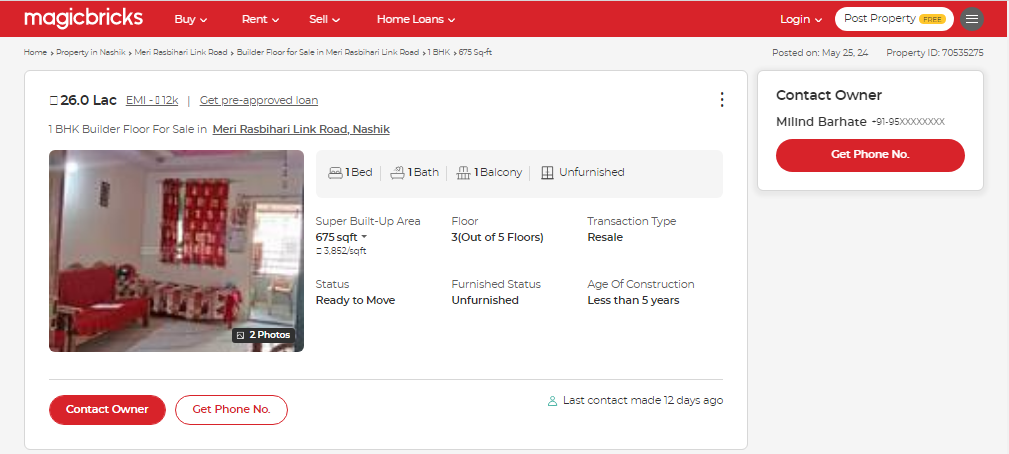 magicbricks Buy Rent Sell Home Loans Login Post Property FREE
Home > Property in Nashik > Meri Rasbihari Link Road > Builder Floor for Sale in Meri Rasbihari Link Road > 1 BHK > 675 Sq-ft Posted on: May 25, 24 Property ID: 70535275
26.0 Lac EMI - 12k | Get pre-approved loan
1 BHK Builder Floor For Sale in Meri Rasbihari Link Road, Nashik
2 Photos
1 Bed 1 Bath 1 Balcony Unfurnished
Super Built-Up Area Floor Transaction Type
675 sqft 3(Out of 5 Floors) Resale
3,852/sqft
Status Furnished Status Age Of Construction
Ready to Move Unfurnished Less than 5 years
Contact Owner Get Phone No. Last contact made 12 days ago
Contact Owner
Milind Barhate +91-95XXXXXXXX
Get Phone No.